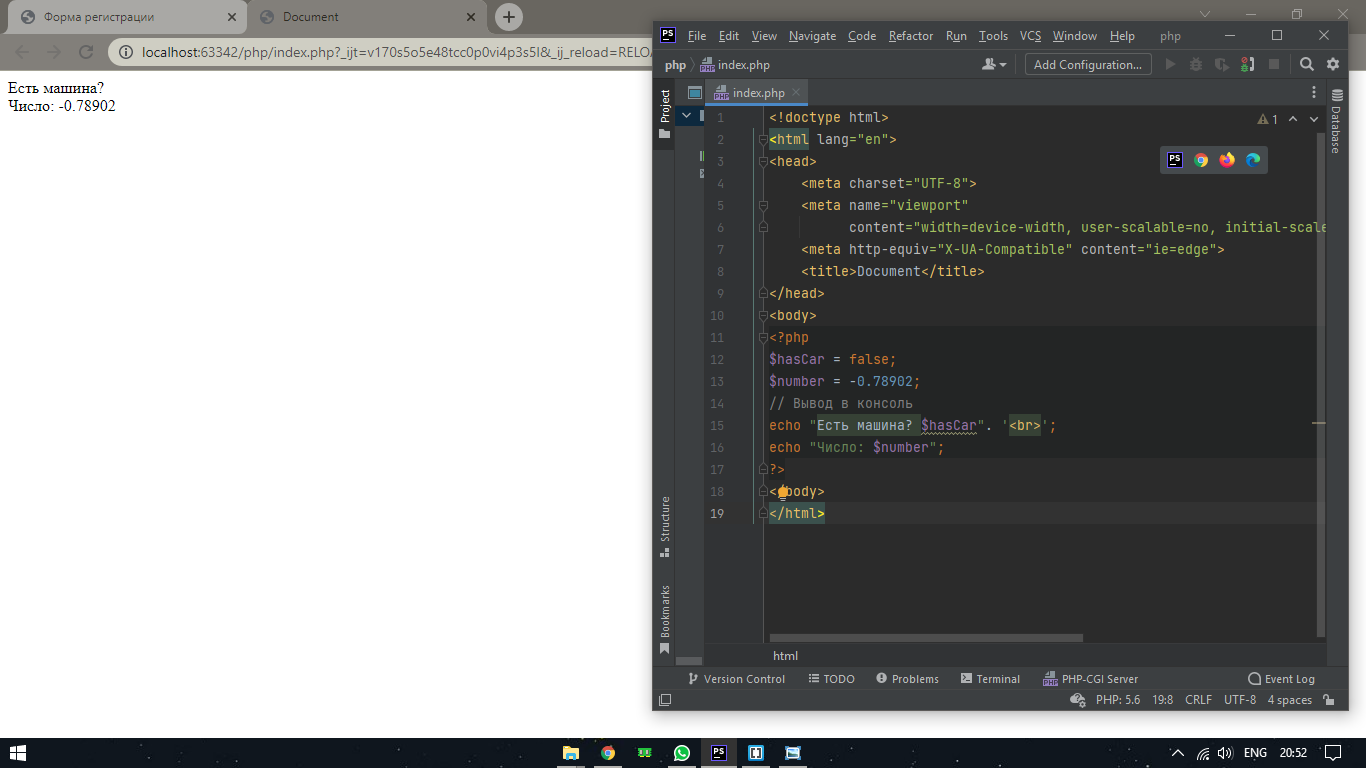 Форма регистрации
Document
localhost:63342/php/index.php?_ijt=v170s5o5e48tcc0p0vi4p3s5l&_ij_reload=RELOA
Есть машина?
Число: -0.78902
PS File Edit View Navigate Code Refactor Run Tools VCS Window Help php
php index.php Add Configuration...
Project
index.php
Database
1 <!doctype html>
1
2 <html lang="en">
3 <head>
4 <meta charset="UTF-8">
5 <meta name="viewport"
6 content="width=device-width, user-scalable=no, initial-scale
7 <meta http-equiv="X-UA-Compatible" content="ie=edge">
8 <title>Document</title>
9 </head>
10 <body>
11 <?php
12 $hasCar = false;
13 $number = -0.78902;
14 // Вывод в консоль
15 echo "Есть машина? $hasCar". '<br>';
16 echo "Число: $number";
17 ?>
18 </body>
19 </html>
Structure
Bookmarks
html
Version Control TODO Problems Terminal PHP-CGI Server Event Log
PHP: 5.6 19:8 CRLF UTF-8 4 spaces
ENG 20:52